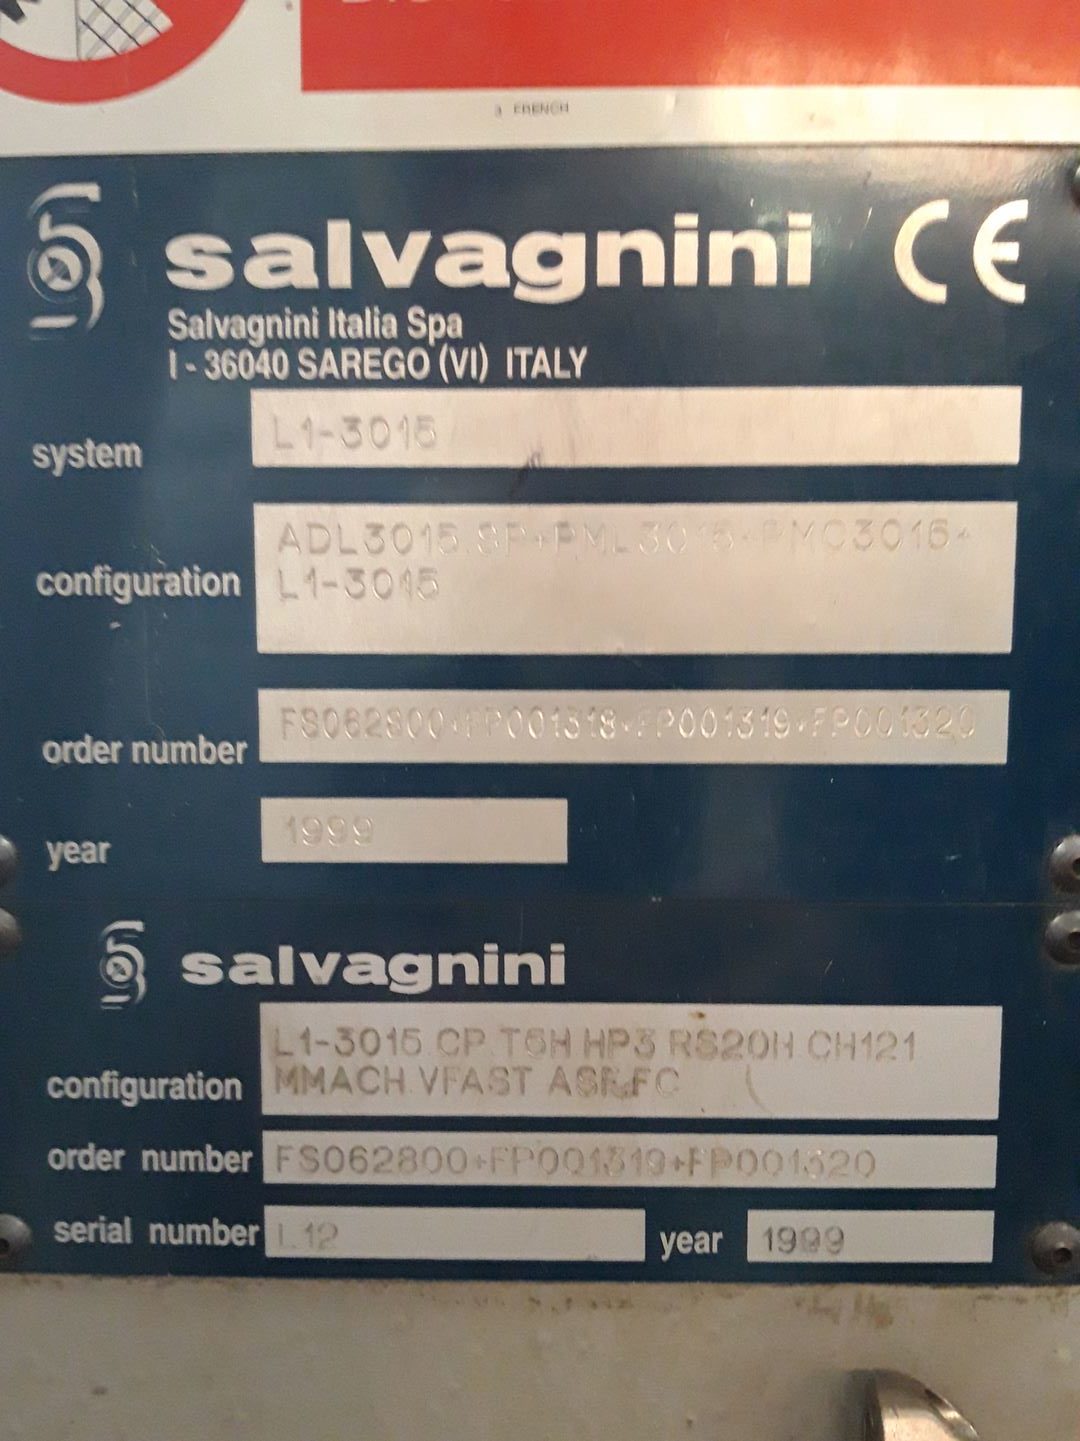 3 FRENCH
salvagnini CE
Salvagnini Italia Spa
I - 36040 SAREGO (VI) ITALY
system L1-3015
configuration ADL3015.SP+PML3015+PMC3015+
L1-3015
order number FS062800+FP001318+FP001319+FP001320
year 1999
salvagnini
configuration L1-3015 CP T6H HP3 RS20H CH121
MMACH VFAST
order number FS062800+FP001319+FP001320
serial number L12 year 1999